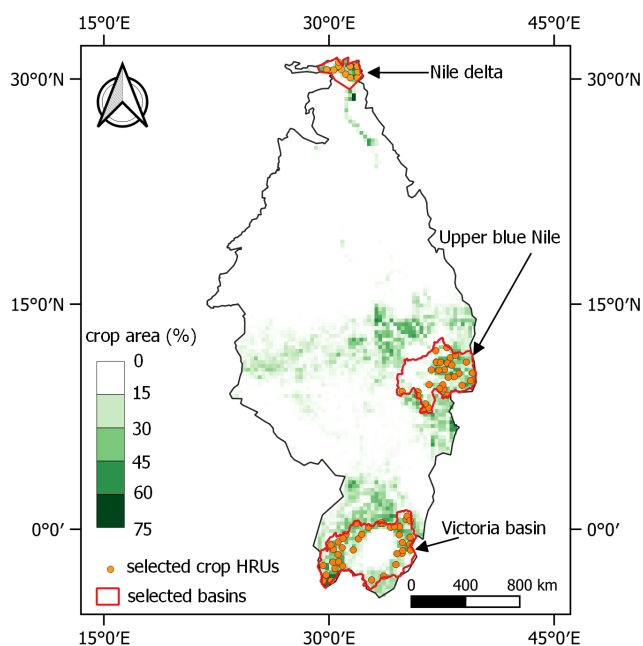 15°0′E 30°0′E 45°0′E
30°0′N 30°0′N
Nile delta
Upper blue Nile
15°0′N 15°0′N
crop area (%)
0
15
30
45
60
75
0°0′ 0°0′
Victoria basin
selected crop HRUs
selected basins
0 400 800 km
15°0′E 30°0′E 45°0′E